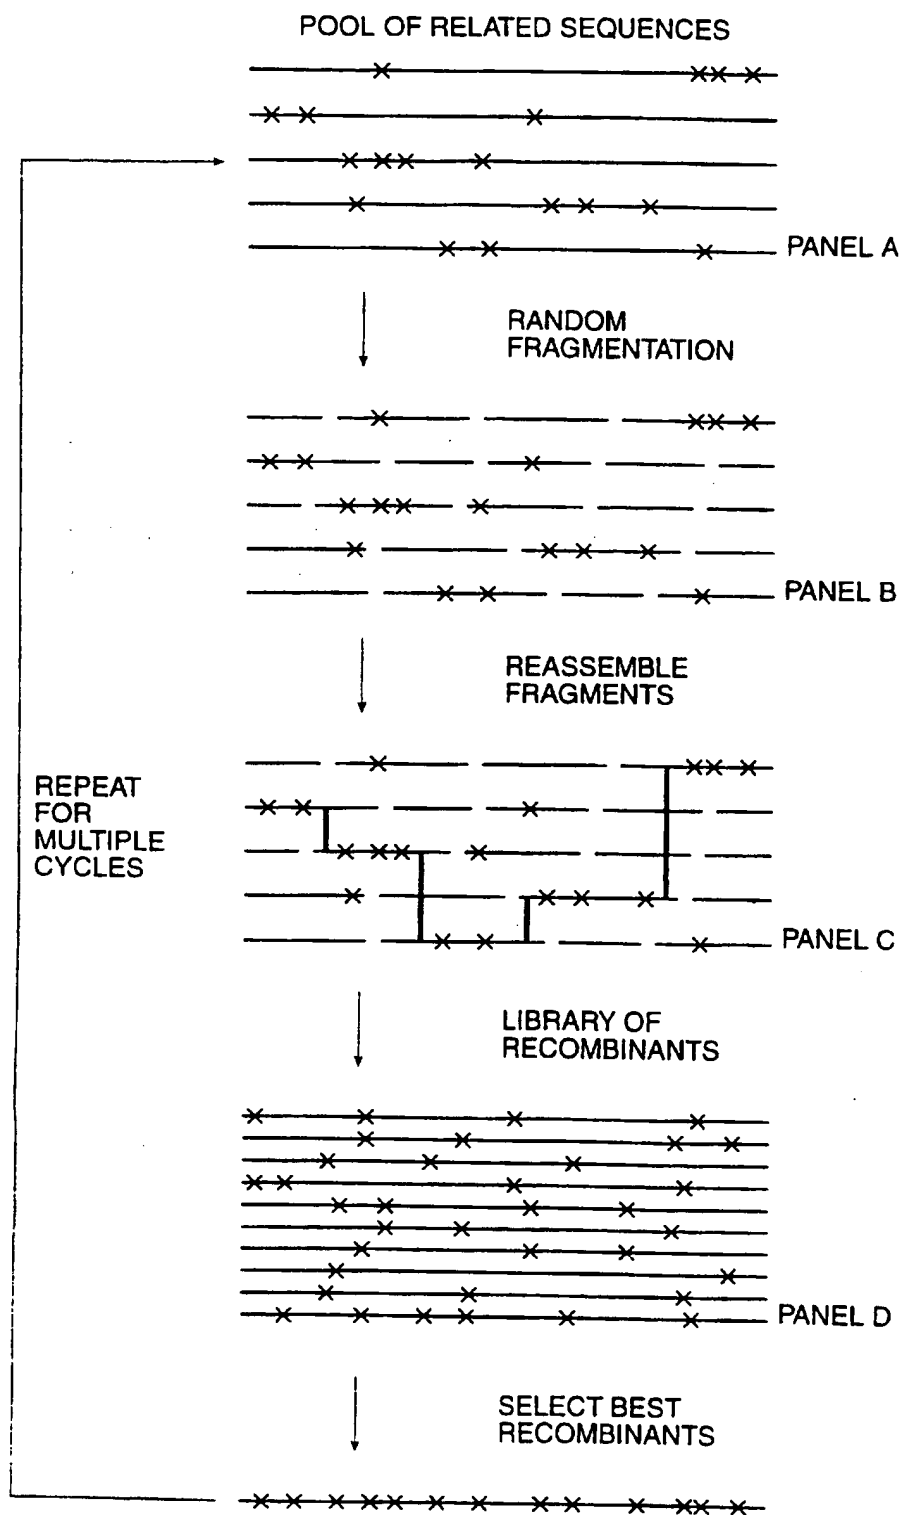 POOL OF RELATED SEQUENCES
PANEL A
RANDOM
FRAGMENTATION
PANEL B
REASSEMBLE
FRAGMENTS
REPEAT
FOR
MULTIPLE
CYCLES
PANEL C
LIBRARY OF
RECOMBINANTS
PANEL D
SELECT BEST
RECOMBINANTS